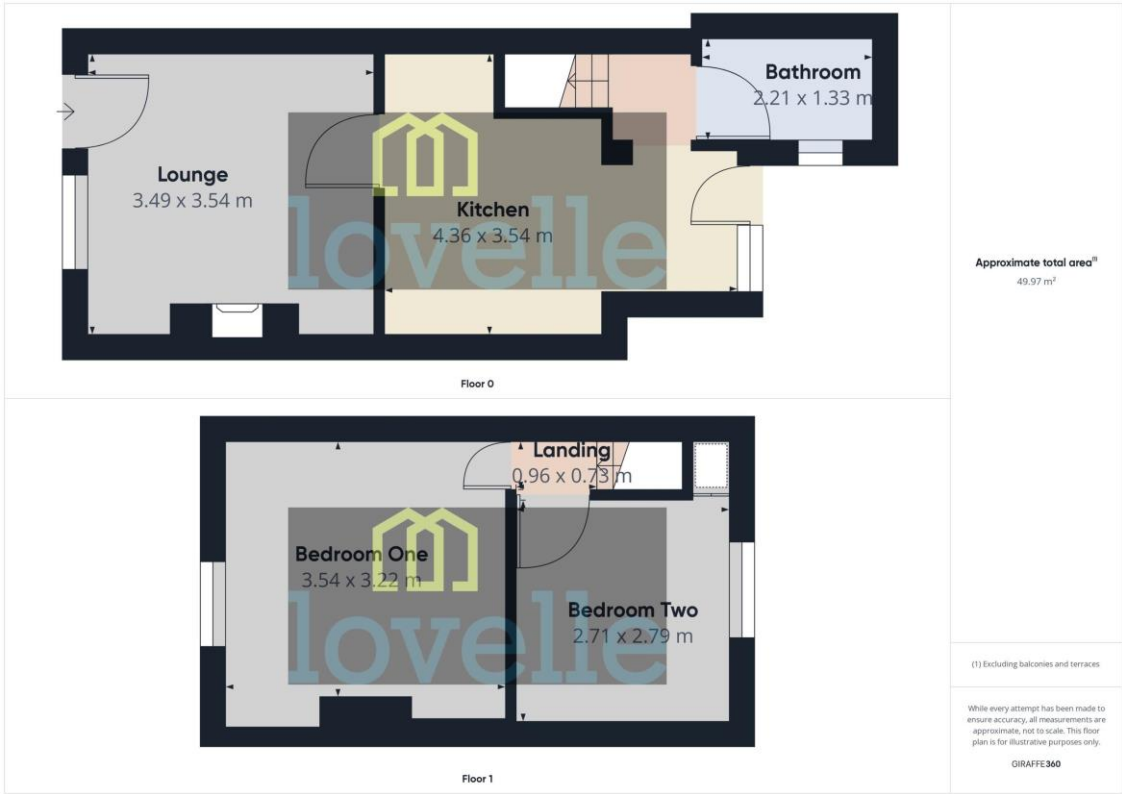 Bathroom
2.21 x 1.33 m
Lounge
3.49 x 3.54 m
Kitchen
4.36 x 3.54 m
lovelle
Floor 0
Approximate total area(1)
49.97 m²
Landing
0.96 x 0.73 m
Bedroom One
3.54 x 3.22 m
Bedroom Two
2.71 x 2.79 m
lovelle
Floor 1
(1) Excluding balconies and terraces
While every attempt has been made to
ensure accuracy, all measurements are
approximate, not to scale. This floor
plan is for illustrative purposes only.
GIRAFFE360